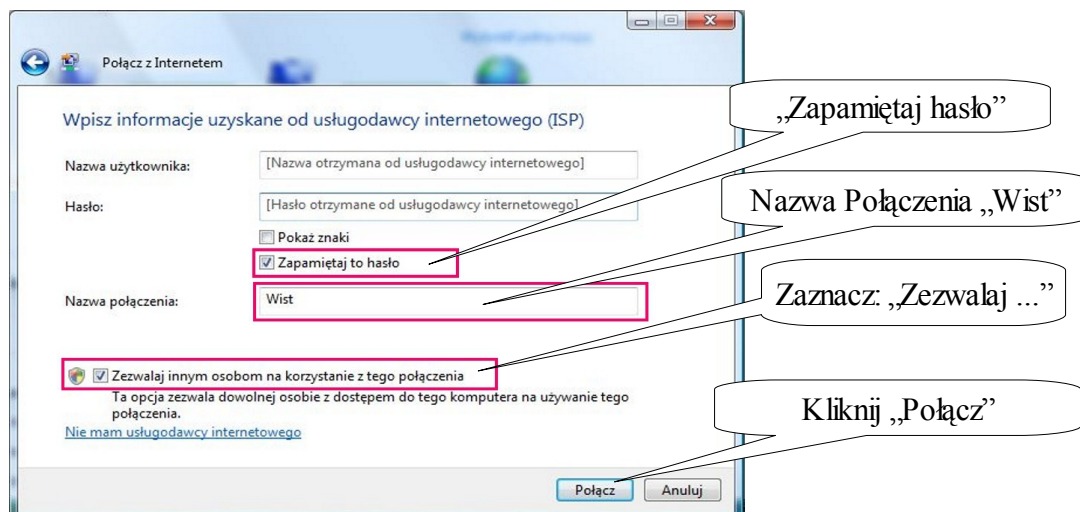 Połącz z Internetem
Wpisz informacje uzyskane od usługodawcy internetowego (ISP)
Nazwa użytkownika:
[Nazwa otrzymana od usługodawcy internetowego]
Hasło:
[Hasło otrzymane od usługodawcy internetowego]
Pokaż znaki
Zapamiętaj to hasło
Nazwa połączenia:
Wist
Zezwalaj innym osobom na korzystanie z tego połączenia
Ta opcja zezwala dowolnej osobie z dostępem do tego komputera na używanie tego
połączenia.
Nie mam usługodawcy internetowego
Połącz
Anuluj
„Zapamiętaj hasło”
Nazwa Połączenia „Wist”
Zaznacz: „Zezwalaj ...”
Kliknij „Połącz”